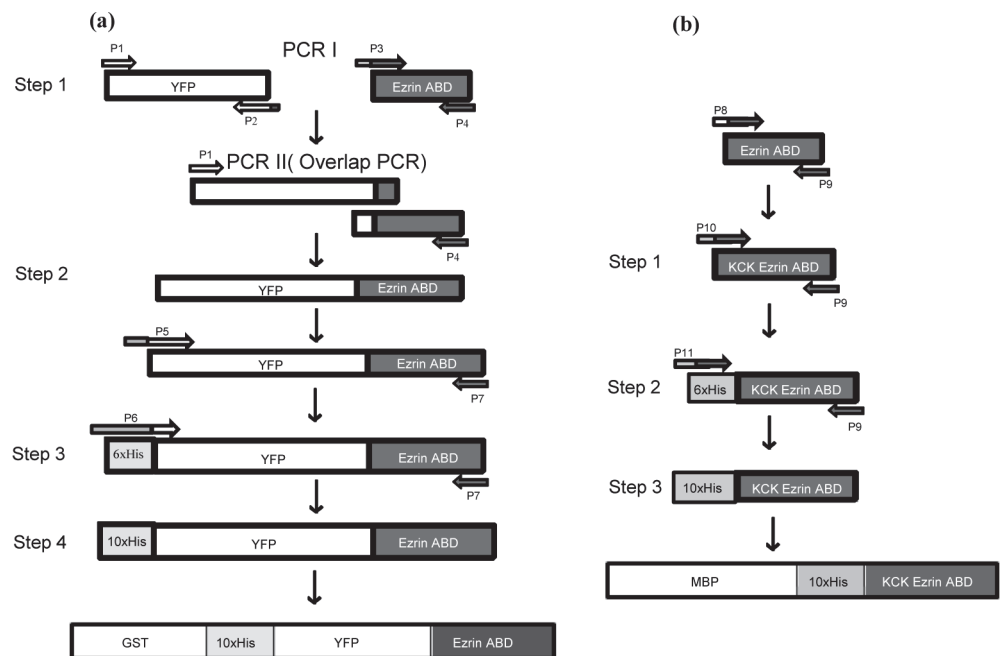 (a)
PCR I
P1
P3
Step 1
YFP
Ezrin ABD
P2
P4
P1
PCR II( Overlap PCR)
P4
Step 2
YFP
Ezrin ABD
P5
YFP
Ezrin ABD
P7
P6
Step 3
6xHis
YFP
Ezrin ABD
P7
Step 4
10xHis
YFP
Ezrin ABD
GST
10xHis
YFP
Ezrin ABD
(b)
P8
Ezrin ABD
P9
P10
Step 1
KCK Ezrin ABD
P9
P11
Step 2
6xHis
KCK Ezrin ABD
P9
Step 3
10xHis
KCK Ezrin ABD
MBP
10xHis
KCK Ezrin ABD